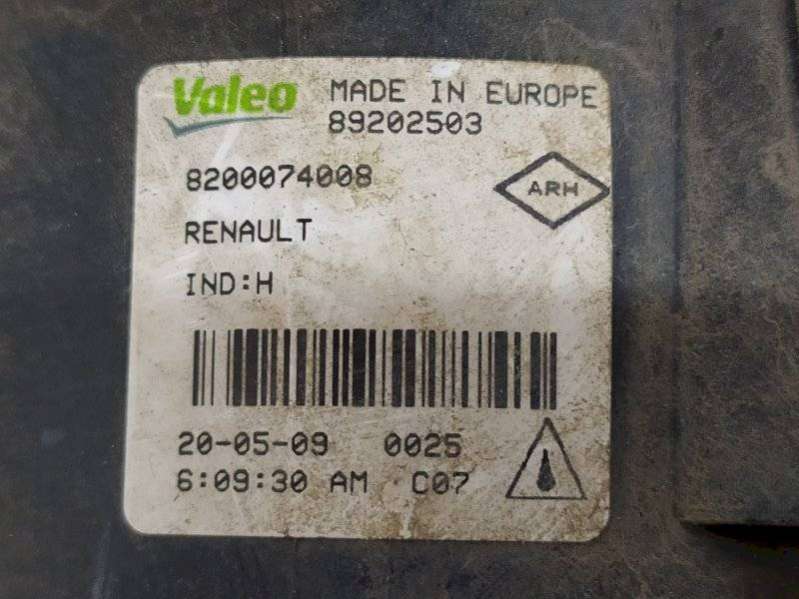 Valeo MADE IN EUROPE
89202503
8200074008
ARH
RENAULT
IND:H
20-05-09 0025
6:09:30 AM C07